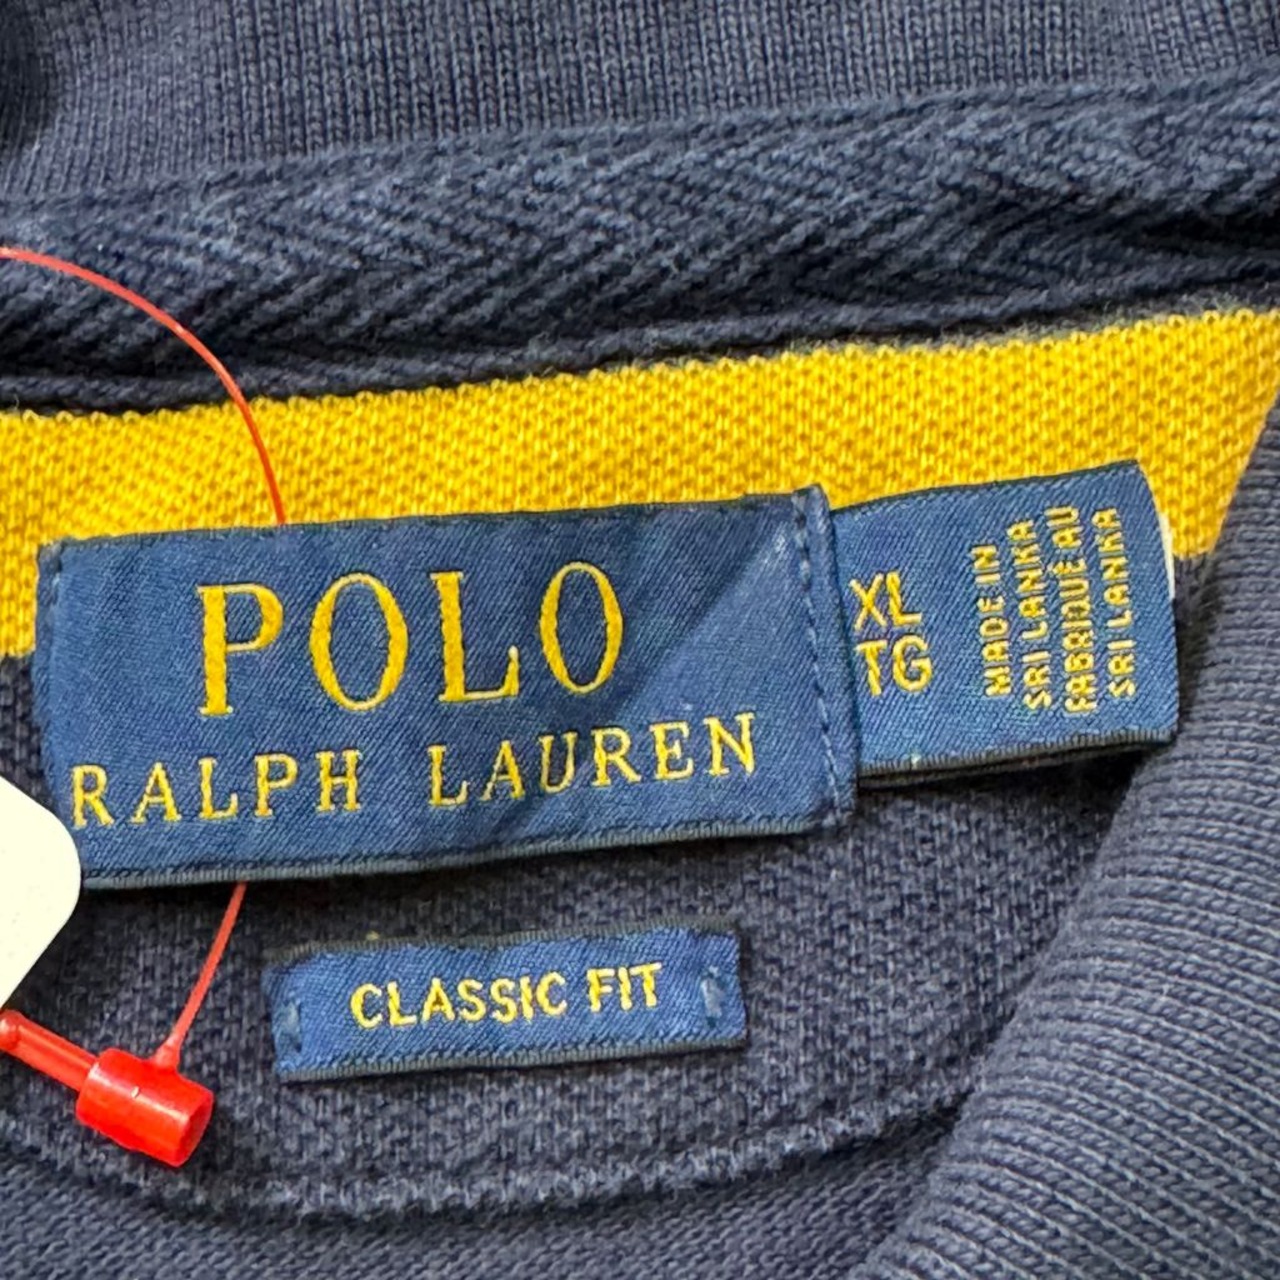 POLO
RALPH LAUREN
XL
TG
MADE IN
SRI LANKA
FABRIQUÉ AU
SRI LANKA
CLASSIC FIT